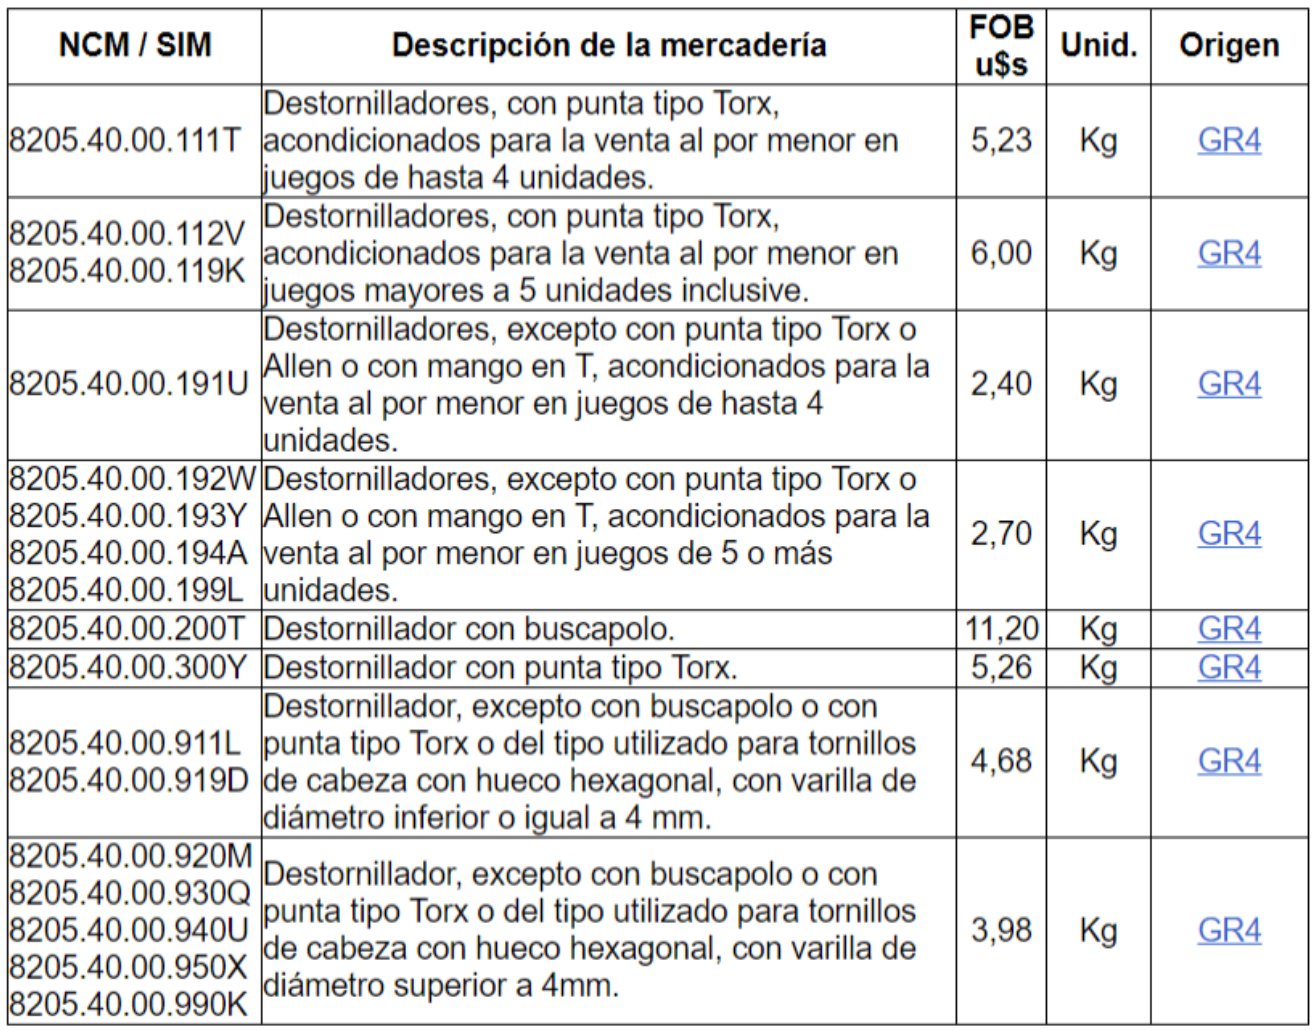 NCM / SIM
Descripción de la mercadería
FOB
u$s
Unid.
Origen
8205.40.00.111T
Destornilladores, con punta tipo Torx,
acondicionados para la venta al por menor en
juegos de hasta 4 unidades.
5,23
Kg
GR4
8205.40.00.112V
8205.40.00.119K
Destornilladores, con punta tipo Torx,
acondicionados para la venta al por menor en
juegos mayores a 5 unidades inclusive.
6,00
Kg
GR4
8205.40.00.191U
Destornilladores, excepto con punta tipo Torx o
Allen o con mango en T, acondicionados para la
venta al por menor en juegos de hasta 4
unidades.
2,40
Kg
GR4
8205.40.00.192W
8205.40.00.193Y
8205.40.00.194A
8205.40.00.199L
Destornilladores, excepto con punta tipo Torx o
Allen o con mango en T, acondicionados para la
venta al por menor en juegos de 5 o más
unidades.
2,70
Kg
GR4
8205.40.00.200T
Destornillador con buscapolo.
11,20
Kg
GR4
8205.40.00.300Y
Destornillador con punta tipo Torx.
5,26
Kg
GR4
8205.40.00.911L
8205.40.00.919D
Destornillador, excepto con buscapolo o con
punta tipo Torx o del tipo utilizado para tornillos
de cabeza con hueco hexagonal, con varilla de
diámetro inferior o igual a 4 mm.
4,68
Kg
GR4
8205.40.00.920M
8205.40.00.930Q
8205.40.00.940U
8205.40.00.950X
8205.40.00.990K
Destornillador, excepto con buscapolo o con
punta tipo Torx o del tipo utilizado para tornillos
de cabeza con hueco hexagonal, con varilla de
diámetro superior a 4mm.
3,98
Kg
GR4